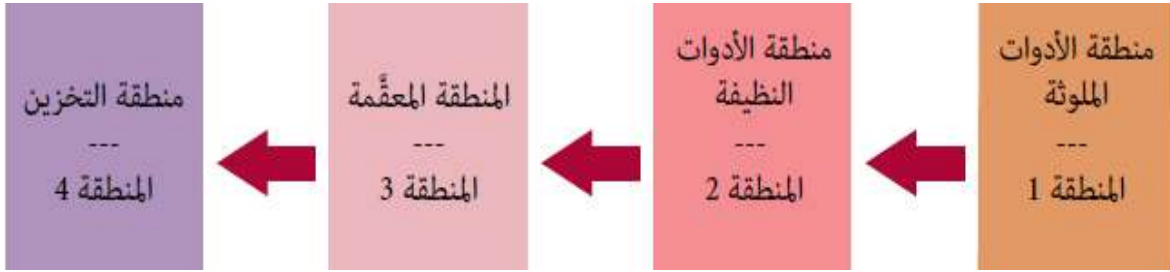 منطقة الأدوات
الملوثة
---
المنطقة 1
منطقة الأدوات
النظيفة
---
المنطقة 2
المنطقة المعقَّمة
---
المنطقة 3
منطقة التخزين
---
المنطقة 4